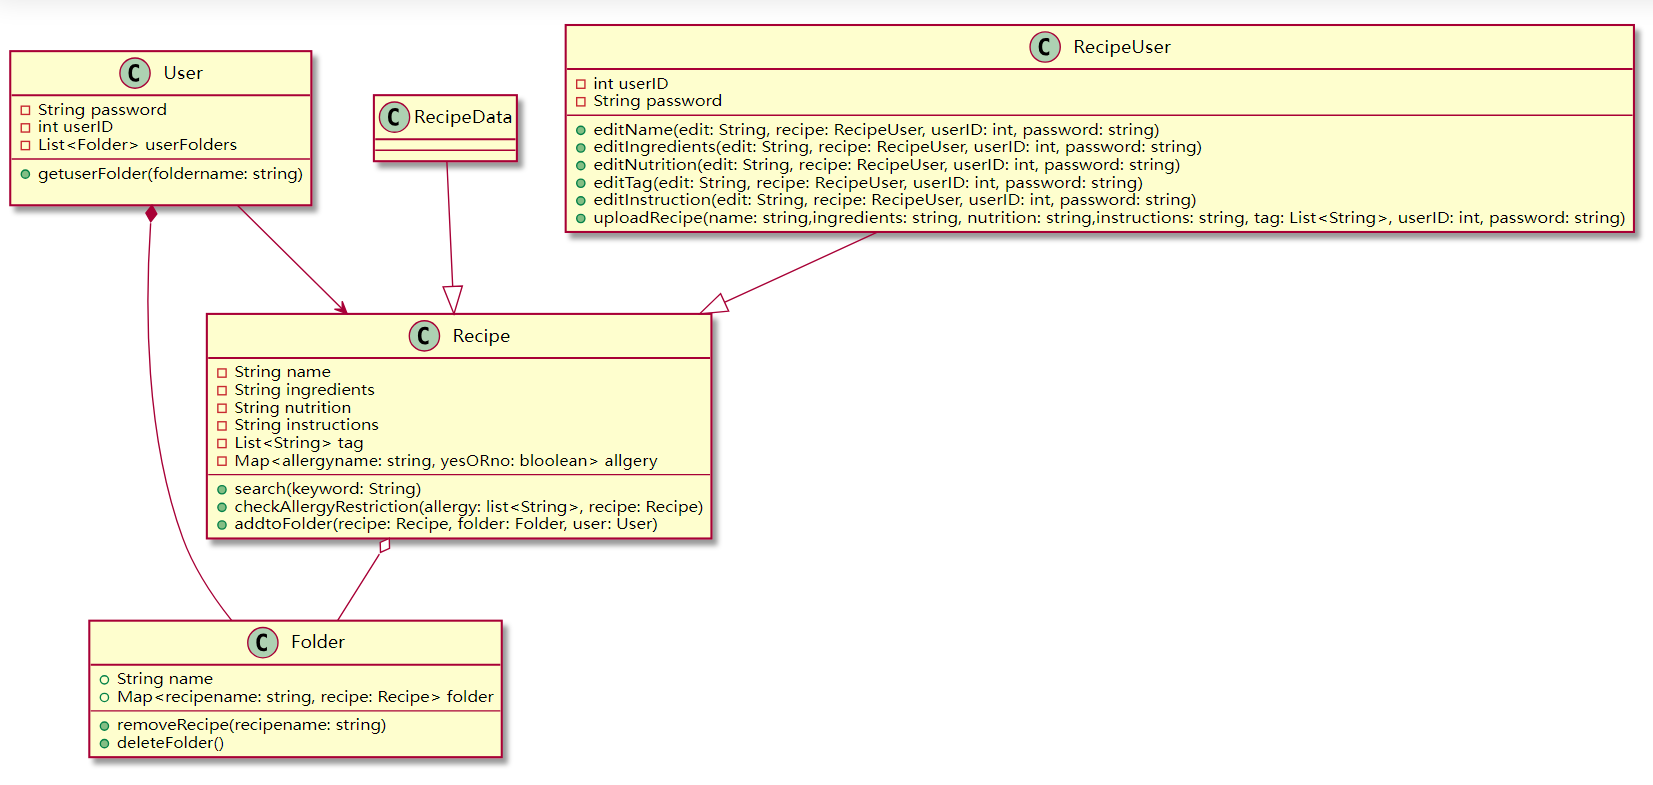 C User
String password
int userID
List<Folder> userFolders
getuserFolder(foldername: string)
C RecipeData
C RecipeUser
int userID
String password
editName(edit: String, recipe: RecipeUser, userID: int, password: string)
editIngredients(edit: String, recipe: RecipeUser, userID: int, password: string)
editNutrition(edit: String, recipe: RecipeUser, userID: int, password: string)
editTag(edit: String, recipe: RecipeUser, userID: int, password: string)
editInstruction(edit: String, recipe: RecipeUser, userID: int, password: string)
uploadRecipe(name: string,ingredients: string, nutrition: string,instructions: string, tag: List<String>, userID: int, password: string)
C Recipe
String name
String ingredients
String nutrition
String instructions
List<String> tag
Map<allergyname: string, yesORno: bloolean> allgery
search(keyword: String)
checkAllergyRestriction(allergy: list<String>, recipe: Recipe)
addtoFolder(recipe: Recipe, folder: Folder, user: User)
C Folder
String name
Map<recipename: string, recipe: Recipe> folder
removeRecipe(recipename: string)
deleteFolder()